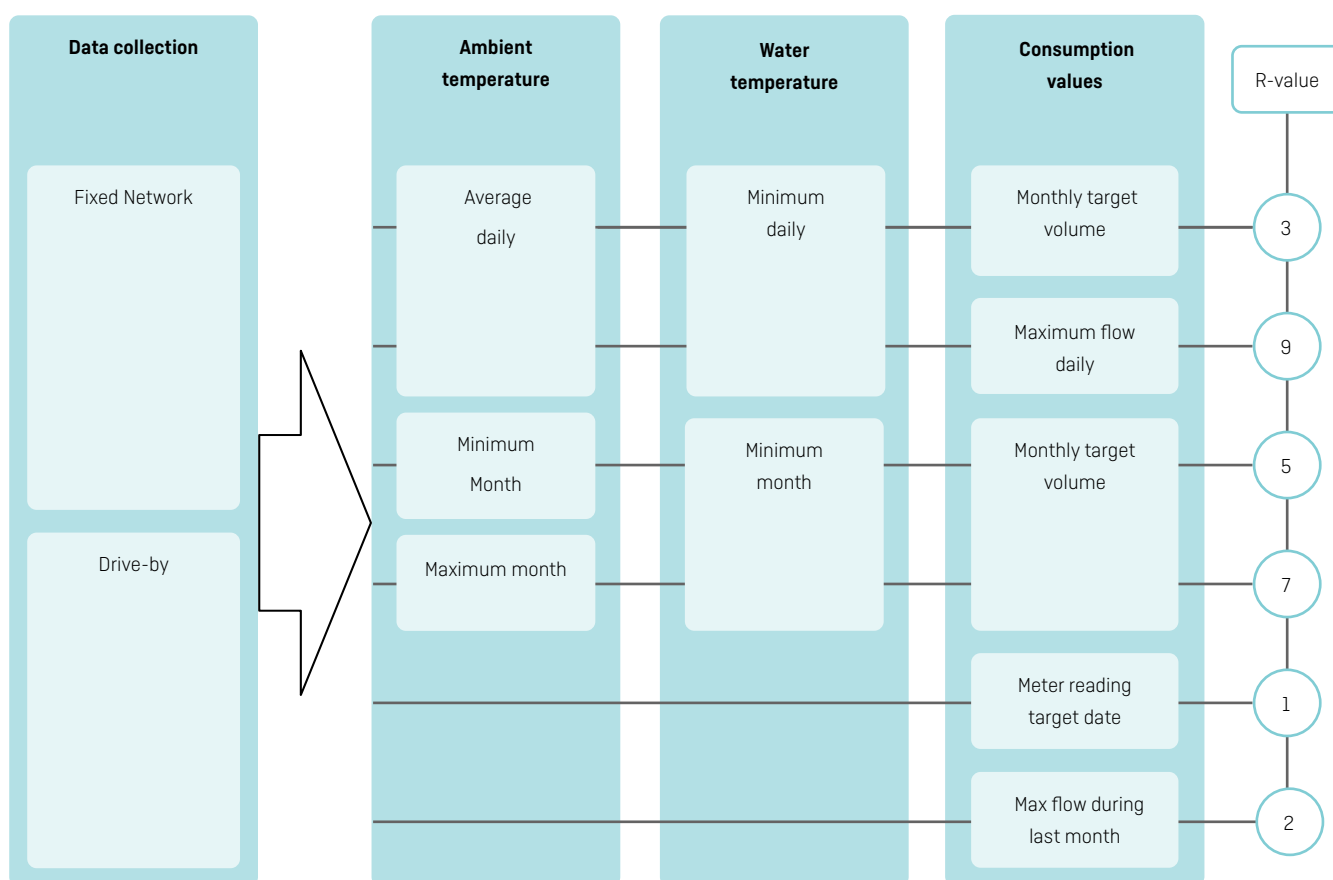 Data collection
Ambient
temperature
Water
temperature
Consumption
values
R-value
Fixed Network
Average
daily
Minimum
daily
Monthly target
volume
3
Maximum flow
daily
9
Minimum
Month
Minimum
month
Monthly target
volume
5
Drive-by
Maximum month
7
Meter reading
target date
1
Max flow during
last month
2